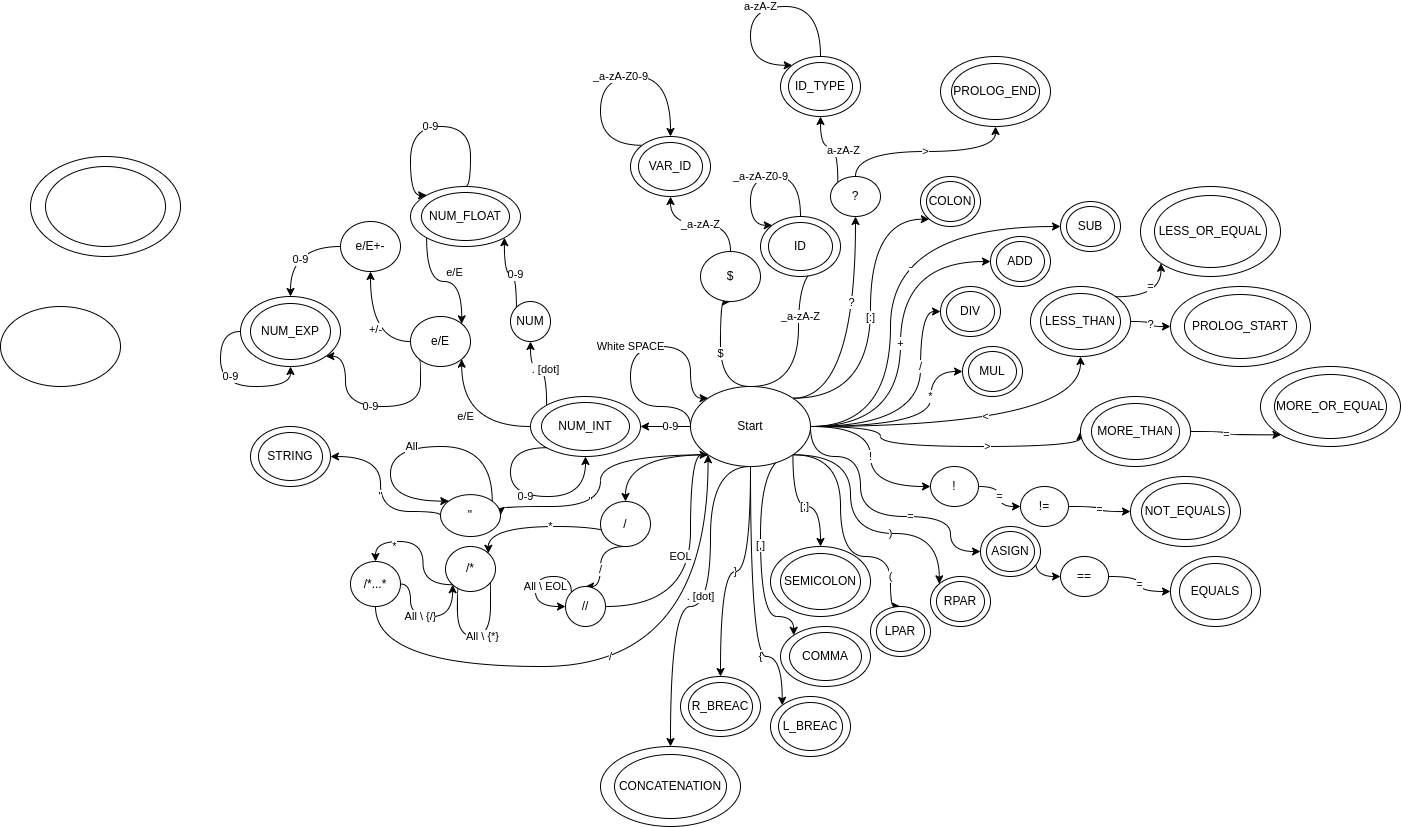 a-zA-Z
ID_TYPE
PROLOG_END
_a-zA-Z0-9
VAR_ID
a-zA-Z
>
?
0-9
NUM_FLOAT
_a-zA-Z0-9
ID
COLON
SUB
LESS_OR_EQUAL
_a-zA-Z
$
e/E+-
0-9
e/E
0-9
ADD
-
=
?
[:]
DIV
LESS_THAN
?
PROLOG_START
NUM_EXP
+/-
e/E
NUM
_a-zA-Z
$
White SPACE
+
/
MUL
*
0-9
. [dot]
0-9
e/E
NUM_INT
0-9
Start
<
>
MORE_THAN
=
MORE_OR_EQUAL
STRING
All
"
"
"
0-9
/
!
!
=
!=
=
NOT_EQUALS
[;]
=
)
ASIGN
*
/
/*
*
/*...*
All \ {/}
All \ {*}
/
All \ EOL
//
EOL
. [dot]
/
[,]
}
{
(
SEMICOLON
LPAR
RPAR
==
=
EQUALS
COMMA
R_BREAC
L_BREAC
CONCATENATION